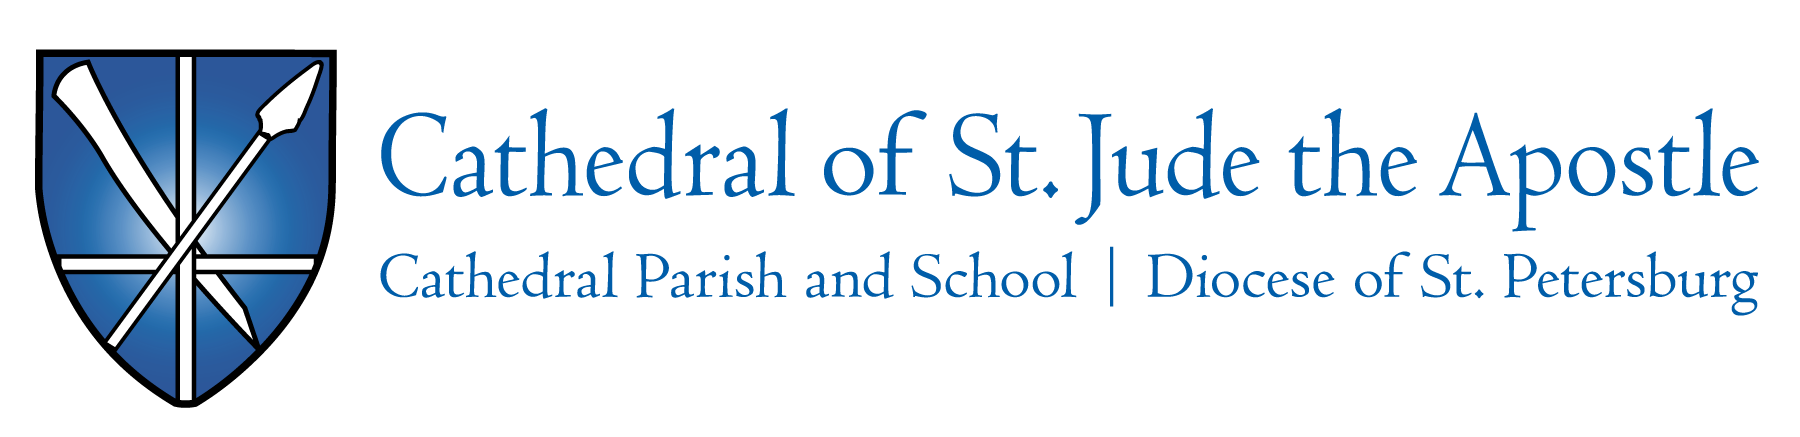 Cathedral of St. Jude the Apostle
Cathedral Parish and School | Diocese of St. Petersburg